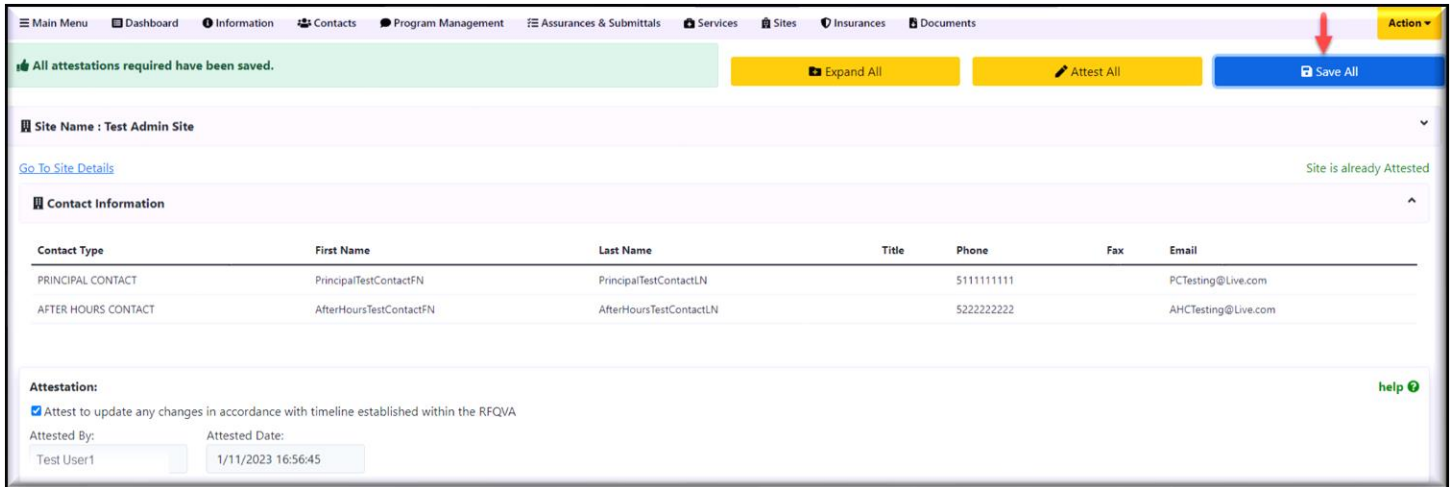 Main Menu Dashboard Information Contacts Program Management Assurances & Submittals Services Sites Insurances Documents Action
All attestations required have been saved. Expand All Attest All Save All
Site Name : Test Admin Site
Go To Site Details Site is already Attested
Contact Information
Contact Type First Name Last Name Title Phone Fax Email
PRINCIPAL CONTACT PrincipalTestContactFN PrincipalTestContactLN 5111111111 PCTesting@Live.com
AFTER HOURS CONTACT AfterHoursTestContactFN AfterHoursTestContactLN 5222222222 AHCTesting@Live.com
Attestation: help
Attest to update any changes in accordance with timeline established within the RFQVA
Attested By: Attested Date:
Test User1 1/11/2023 16:56:45